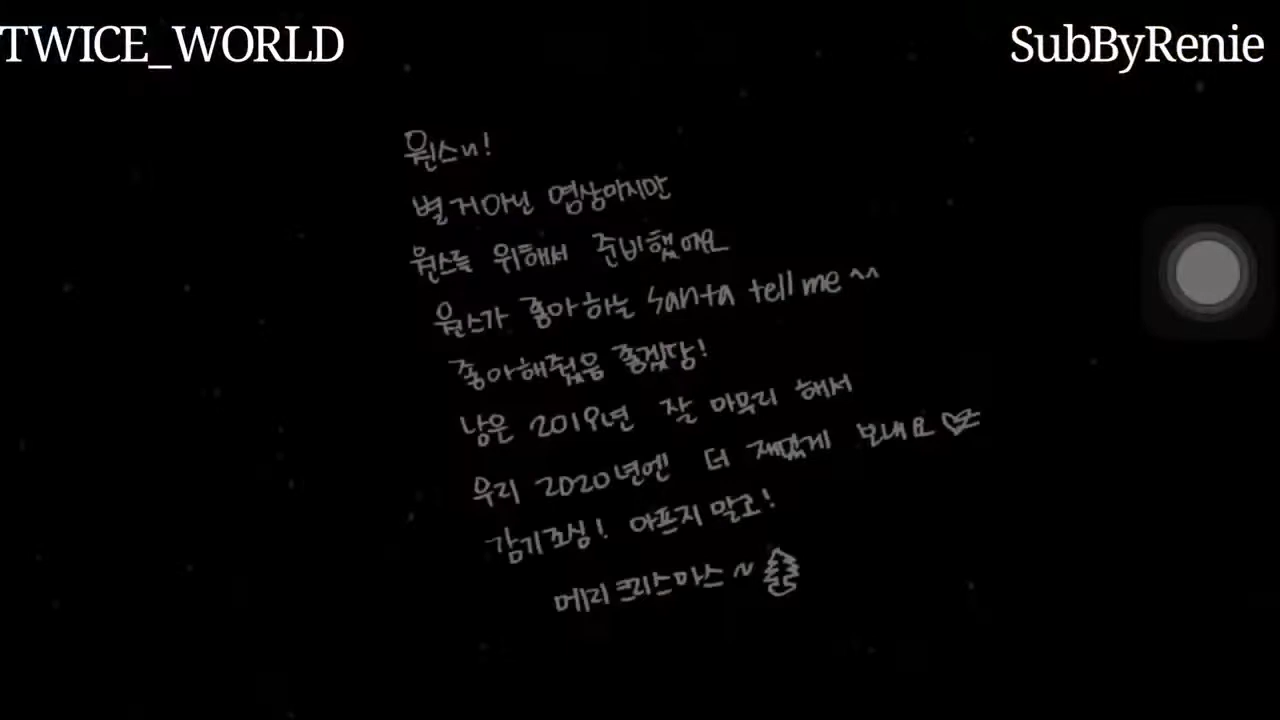 TWICE_WORLD
SubByRenie
원스~!
별거아닌 영상이지만
원스를 위해서 준비했어요
원스가 좋아하는 Santa tell me ^^
좋아해줬음 좋겠당!
남은 2019년 잘 마무리 해서
우리 2020년엔 더 재밌게 보내요♡
감기조심! 아프지 말고!
메리크리스마스~